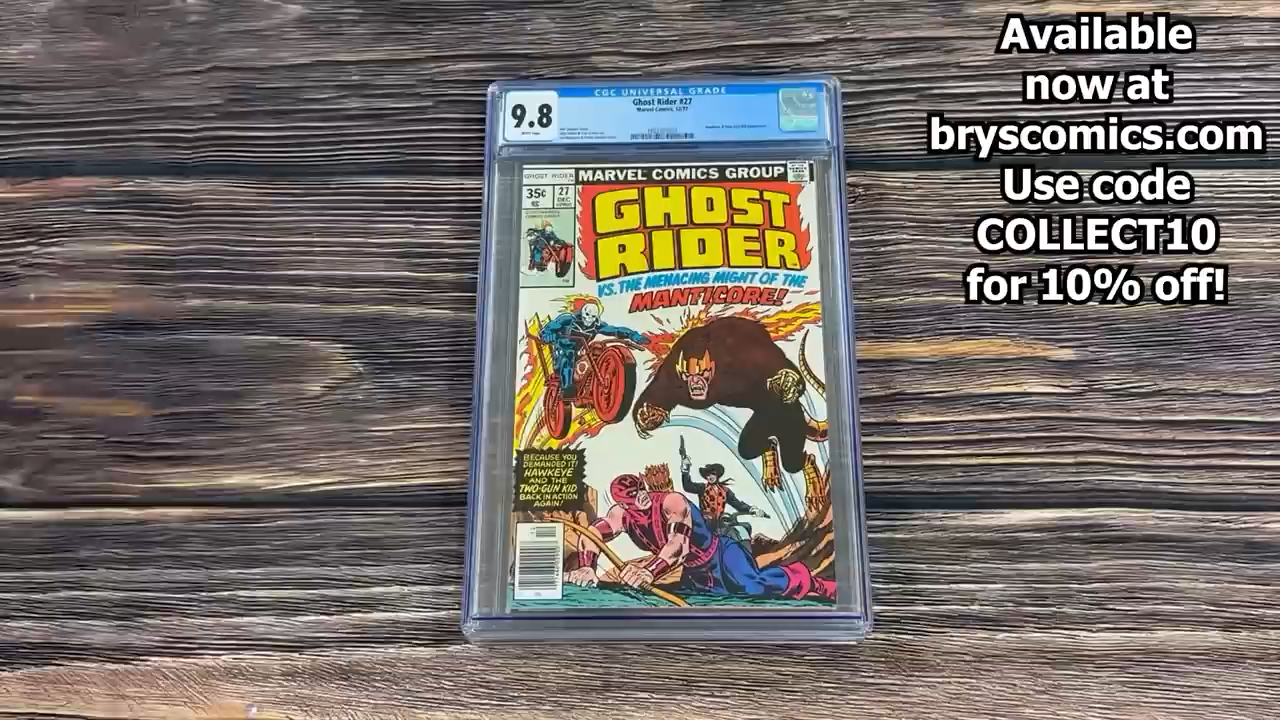 Available
now at
bryscomics.com
Use code
COLLECT10
for 10% off!
CGC UNIVERSAL GRADE
9.8
Ghost Rider #27
Marvel Comics, 12/77
GHOST RIDER
MARVEL COMICS GROUP
35¢
27
DEC
GHOST
RIDER
VS. THE MENACING MIGHT OF THE
MANTICORE!
BECAUSE YOU
DEMANDED IT!
HAWKEYE
AND THE
TWO-GUN KID
BACK IN ACTION
AGAIN!